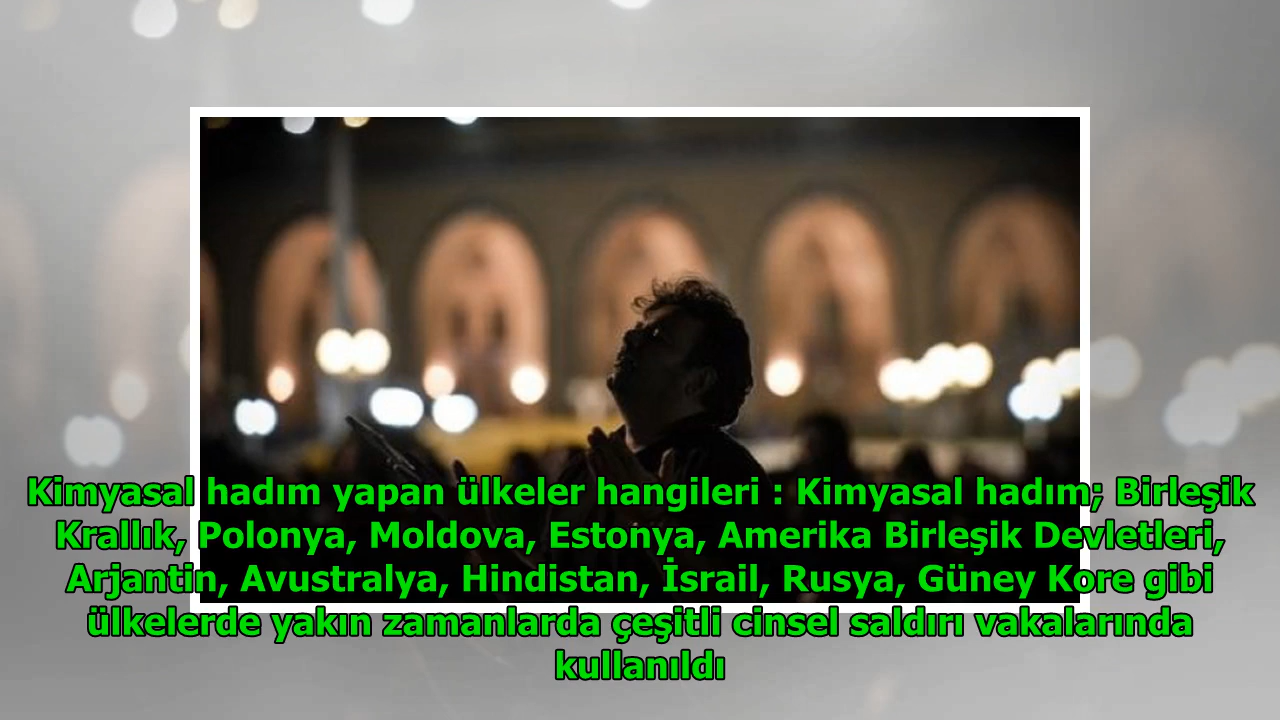 Kimyasal hadım yapan ülkeler hangileri : Kimyasal hadım; Birleşik
Krallık, Polonya, Moldova, Estonya, Amerika Birleşik Devletleri,
Arjantin, Avustralya, Hindistan, İsrail, Rusya, Güney Kore gibi
ülkelerde yakın zamanlarda çeşitli cinsel saldırı vakalarında
kullanıldı